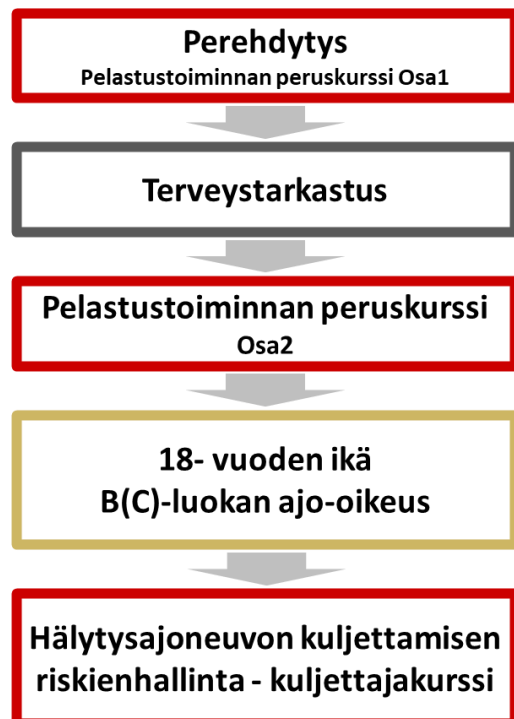 Perehdytys
Pelastustoiminnan peruskurssi Osa1
Terveystarkastus
Pelastustoiminnan peruskurssi
Osa2
18- vuoden ikä
B(C)-luokan ajo-oikeus
Hälytysajoneuvon kuljettamisen
riskienhallinta - kuljettajakurssi